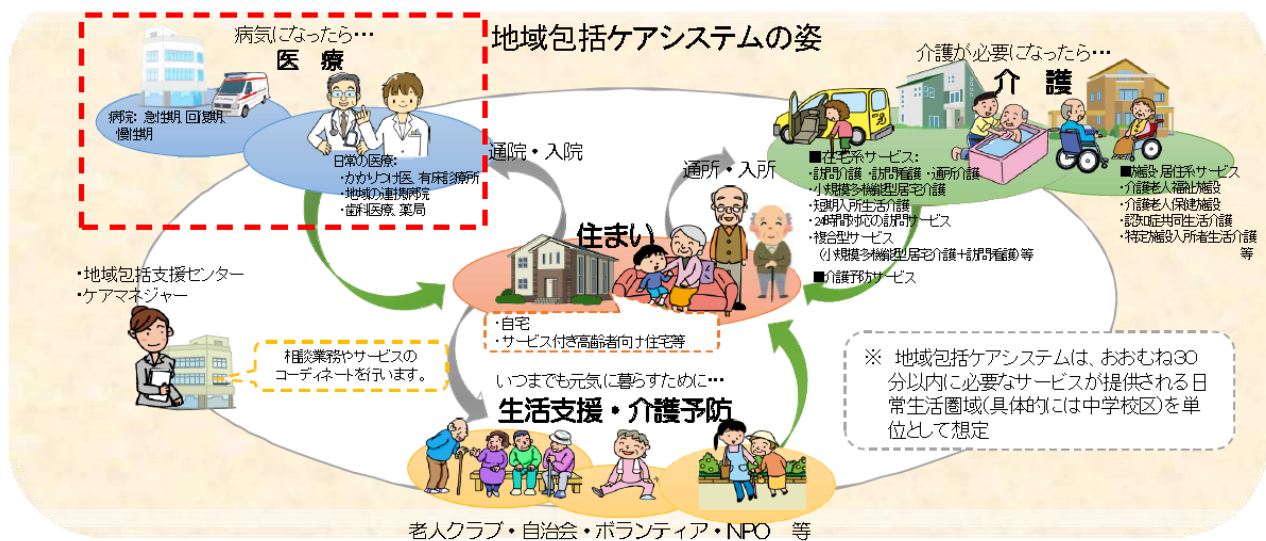 地域包括ケアシステムの姿
病気になったら…
医 療
病院: 急性期、回復期、
慢性期
日常の医療:
・かかりつけ医、有床診療所
・地域の連携病院
・歯科医療、薬局
通院・入院
通所・入所
介護が必要になったら…
介 護
■在宅系サービス:
・訪問介護・訪問看護・通所介護
・小規模多機能型居宅介護
・短期入所生活介護
・24時間対応の訪問サービス
・複合型サービス
(小規模多機能型居宅介護+訪問看護)等
■介護予防サービス
■施設・居住系サービス
・介護老人福祉施設
・介護老人保健施設
・認知症共同生活介護
・特定施設入所者生活介護
等
住まい
・自宅
・サービス付き高齢者向け住宅等
・地域包括支援センター
・ケアマネジャー
相談業務やサービスの
コーディネートを行います。
いつまでも元気に暮らすために…
生活支援・介護予防
老人クラブ・自治会・ボランティア・NPO 等
※ 地域包括ケアシステムは、おおむね30
分以内に必要なサービスが提供される日
常生活圏域(具体的には中学校区)を単
位として想定